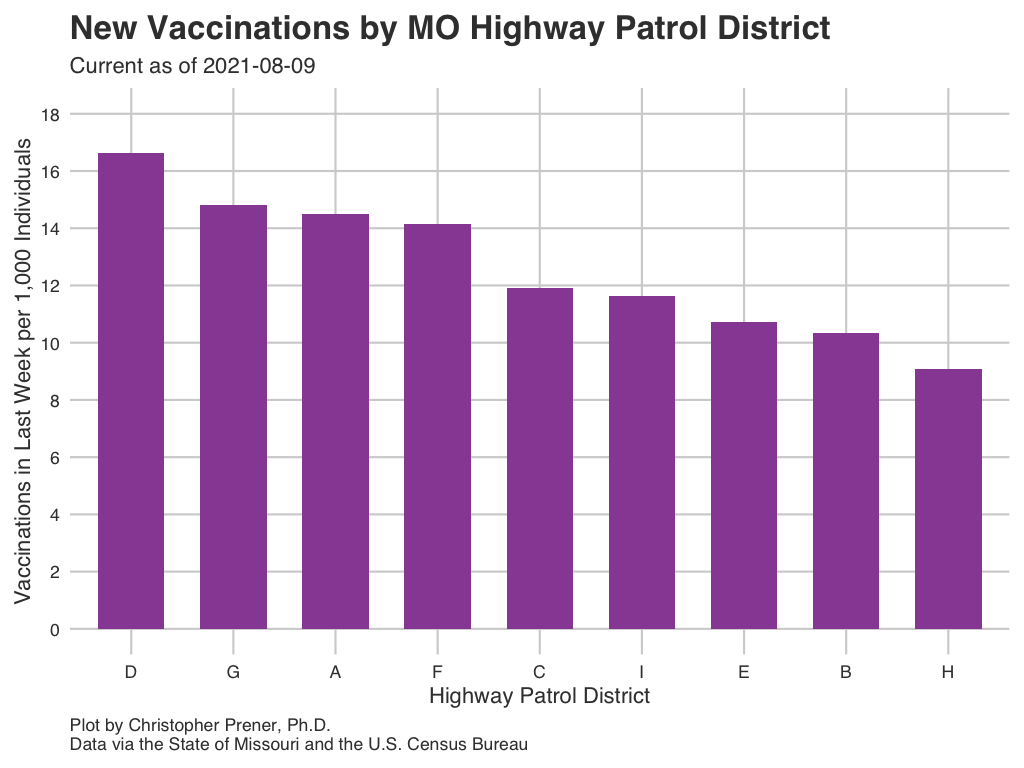 New Vaccinations by MO Highway Patrol District
Current as of 2021-08-09
Vaccinations in Last Week per 1,000 Individuals
18
16
14
12
10
8
6
4
2
0
D G A F C I E B H
Highway Patrol District
Plot by Christopher Prener, Ph.D.
Data via the State of Missouri and the U.S. Census Bureau